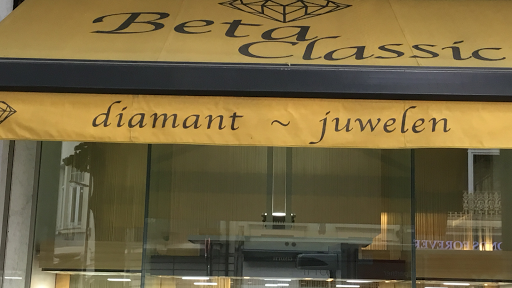 Beta
Classic
diamant ~ juwelen